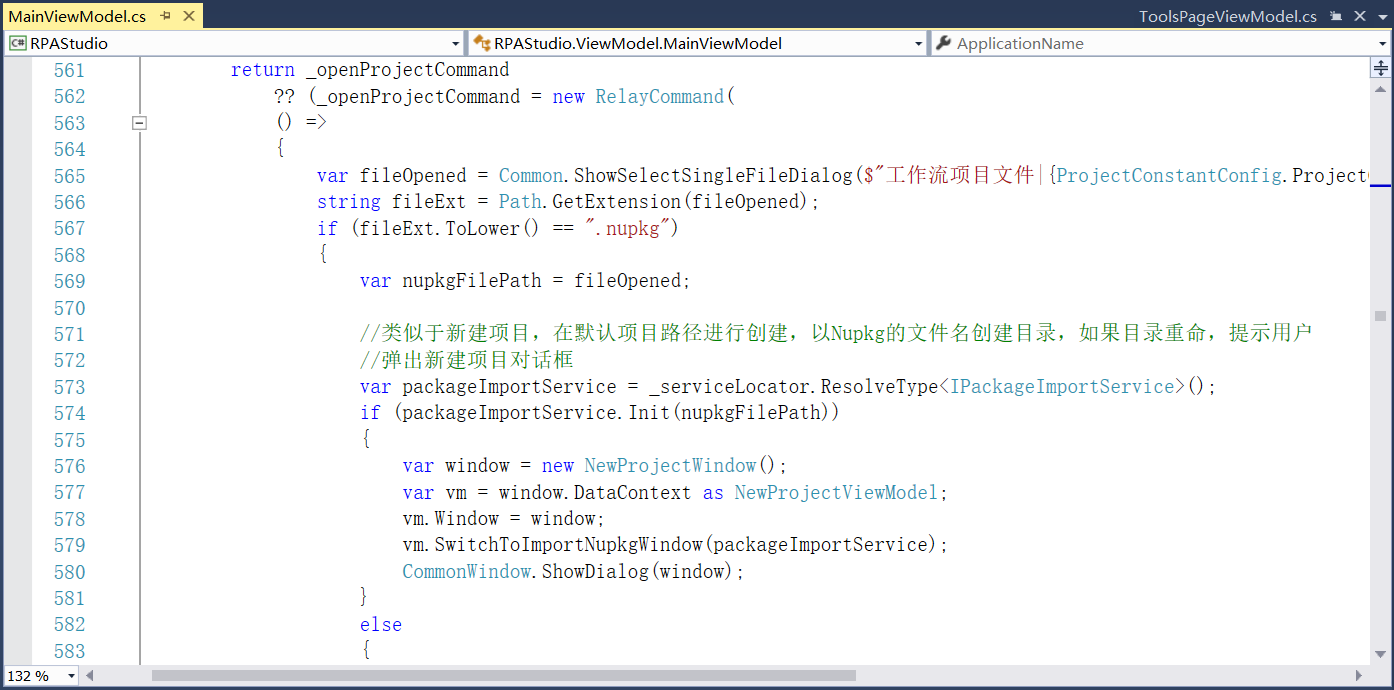 MainViewModel.cs
ToolsPageViewModel.cs
RPAStudio
RPAStudio.ViewModel.MainViewModel
ApplicationName
561 return _openProjectCommand
562 ?? (_openProjectCommand = new RelayCommand(
563 () =>
564 {
565 var fileOpened = Common.ShowSelectSingleFileDialog($"工作流项目文件|{ProjectConstantConfig.Project
566 string fileExt = Path.GetExtension(fileOpened);
567 if (fileExt.ToLower() == ".nupkg")
568 {
569 var nupkgFilePath = fileOpened;
570
571 //类似于新建项目，在默认项目路径进行创建，以Nupkg的文件名创建目录，如果目录重命，提示用户
572 //弹出新建项目对话框
573 var packageImportService = _serviceLocator.ResolveType<IPackageImportService>();
574 if (packageImportService.Init(nupkgFilePath))
575 {
576 var window = new NewProjectWindow();
577 var vm = window.DataContext as NewProjectViewModel;
578 vm.Window = window;
579 vm.SwitchToImportNupkgWindow(packageImportService);
580 CommonWindow.ShowDialog(window);
581 }
582 else
583 {
132 %